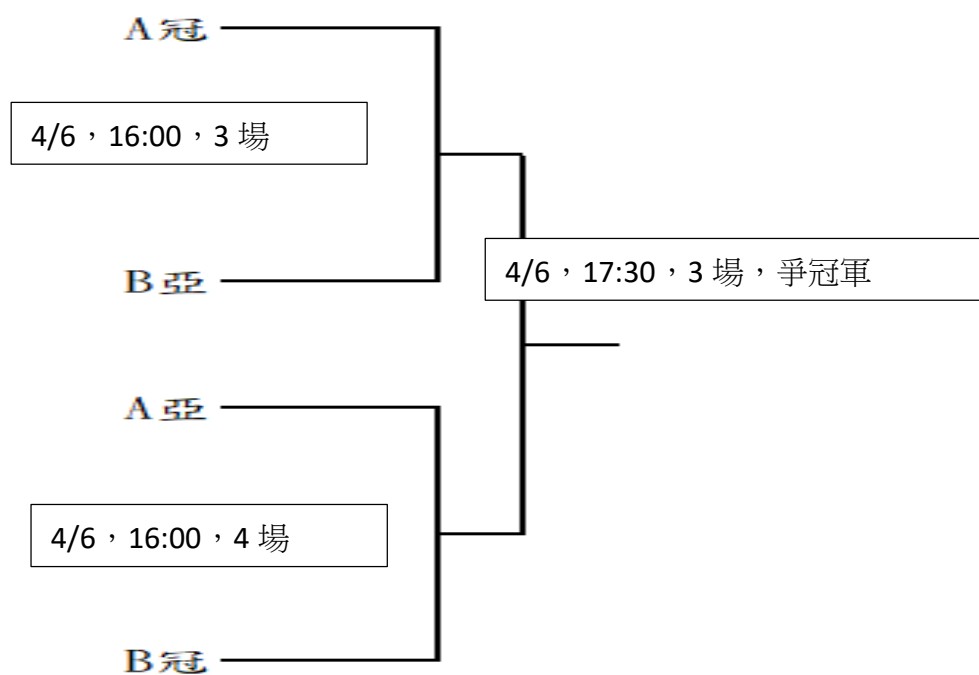 A冠
4/6，16:00，3 場
B亞
4/6，17:30，3 場，爭冠軍
A亞
4/6，16:00，4 場
B冠